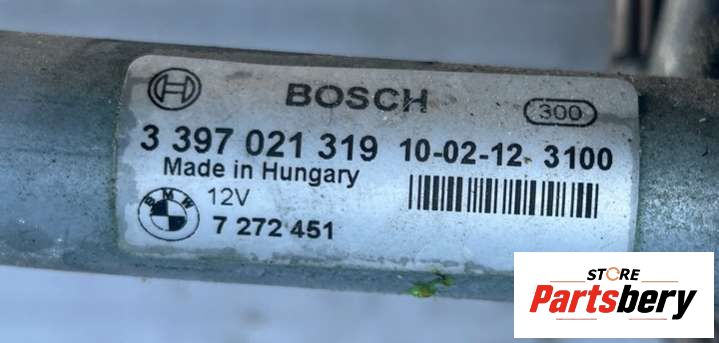 BOSCH
300
3 397 021 319 10-02-12 3100
Made in Hungary
BMW
12V
7 272 451
STORE
Partsbery